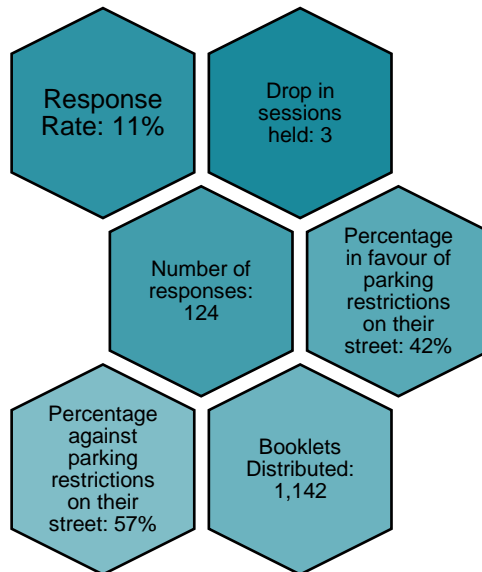 Response
Rate: 11%
Drop in
sessions
held: 3
Number of
responses:
124
Percentage
in favour of
parking
restrictions
on their
street: 42%
Percentage
against
parking
restrictions
on their
street: 57%
Booklets
Distributed:
1,142